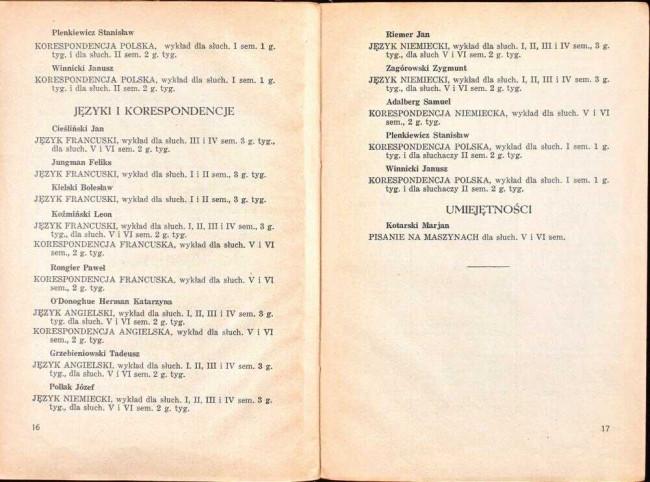 Plenkiewicz Stanisław
KORESPONDENCJA POLSKA, wykład dla słuch. I sem. 1 g.
tyg. i dla słuch. II sem. 2 g. tyg.
Winnicki Janusz
KORESPONDENCJA POLSKA, wykład dla słuch. I sem. 1 g.
tyg. i dla słuch. II sem. 2 g. tyg.
JĘZYKI I KORESPONDENCJE
Cieśliński Jan
JĘZYK FRANCUSKI, wykład dla słuch. III i IV sem. 3 g. tyg.,
dla słuch. V i VI sem. 2 g. tyg.
Jungman Feliks
JĘZYK FRANCUSKI, wykład dla słuch. I i II sem., 3 g. tyg.
Kielski Bolesław
JĘZYK FRANCUSKI, wykład dla słuch. I i II sem., 3 g. tyg.
Koźmiński Leon
JĘZYK FRANCUSKI, wykład dla słuch. I, II, III i IV sem., 3 g.
tyg., dla słuch. V i VI sem. 2 g. tyg.
KORESPONDENCJA FRANCUSKA, wykład dla słuch. V i VI
sem., 2 g. tyg.
Rongier Paweł
KORESPONDENCJA FRANCUSKA, wykład dla słuch. V i VI
sem., 2 g. tyg.
O'Donoghue Herman Katarzyna
JĘZYK ANGIELSKI, wykład dla słuch. I, II, III i IV sem. 3 g.
tyg. dla słuch. V i VI sem. 2 g. tyg.
KORESPONDENCJA ANGIELSKA, wykład dla słuch. V i VI
sem., 2 g. tyg.
Grzebieniowski Tadeusz
JĘZYK ANGIELSKI, wykład dla słuch. I. II, III i IV sem. 3 g.
tyg., dla słuch. V i VI sem. 2 g. tyg.
Pollak Józef
JĘZYK NIEMIECKI, wykład dla słuch. I, II, III i IV sem. 3 g.
tyg., dla słuch. V i VI sem. 2 g. tyg.
16
Riemer Jan
JĘZYK NIEMIECKI, wykład dla słuch. I, II, III i IV sem., 3 g.
tyg., dla słuch V i VI sem. 2 g. tyg.
Zagórowski Zygmunt
JĘZYK NIEMIECKI, wykład dla słuch. I, II, III i IV sem. 3 g.
tyg., dla słuch. V i VI sem. 2 g. tyg.
Adalberg Samuel
KORESPONDENCJA NIEMIECKA, wykład dla słuch. V i VI
sem., 2 g. tyg.
Plenkiewicz Stanisław
KORESPONDENCJA POLSKA, wykład dla słuch. I sem. 1 g.
tyg. i dla słuchaczy II sem. 2 g. tyg.
Winnicki Janusz
KORESPONDENCJA POLSKA, wykład dla słuch. I sem. 1 g.
tyg. i dla słuchaczy II sem. 2 g. tyg.
UMIEJĘTNOŚCI
Kotarski Marjan
PISANIE NA MASZYNACH dla słuch. V i VI sem.
17